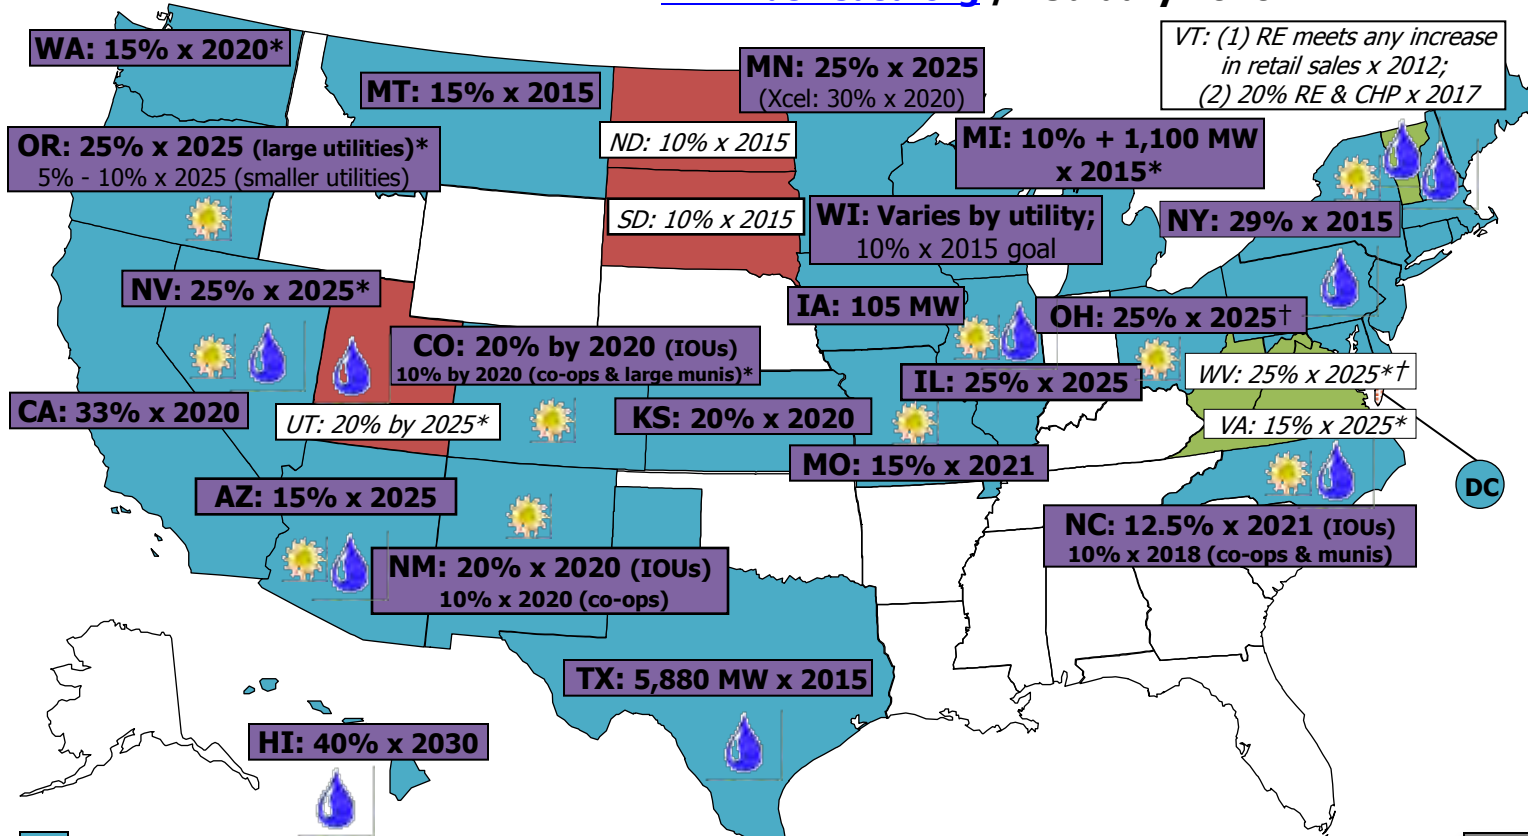 WA: 15% x 2020*
MT: 15% x 2015
MN: 25% x 2025
(Xcel: 30% x 2020)
VT: (1) RE meets any increase
in retail sales x 2012;
(2) 20% RE & CHP x 2017
OR: 25% x 2025 (large utilities)*
5% - 10% x 2025 (smaller utilities)
ND: 10% x 2015
MI: 10% + 1,100 MW
x 2015*
SD: 10% x 2015
WI: Varies by utility;
10% x 2015 goal
NY: 29% x 2015
NV: 25% x 2025*
IA: 105 MW
OH: 25% x 2025†
CO: 20% by 2020 (IOUs)
10% by 2020 (co-ops & large munis)*
WV: 25% x 2025*†
IL: 25% x 2025
CA: 33% x 2020
UT: 20% by 2025*
KS: 20% x 2020
VA: 15% x 2025*
MO: 15% x 2021
AZ: 15% x 2025
DC
NC: 12.5% x 2021 (IOUs)
10% x 2018 (co-ops & munis)
NM: 20% x 2020 (IOUs)
10% x 2020 (co-ops)
TX: 5,880 MW x 2015
HI: 40% x 2030